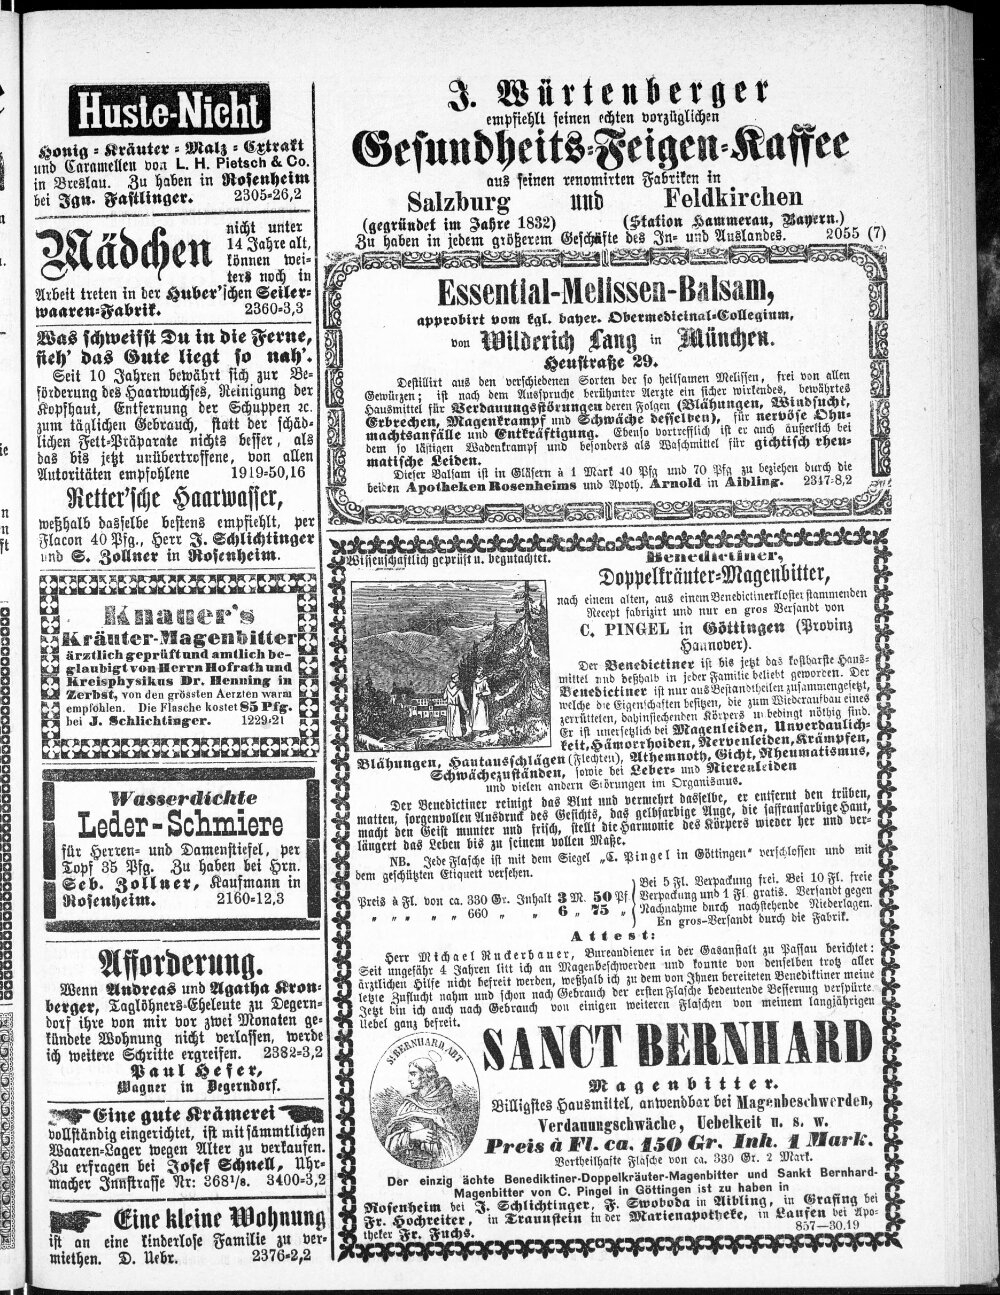 Huste-Nicht
Honig-Kräuter-Malz-Extrakt
und Caramellen von L. H. Pietsch & Co.
in Breslau. Zu haben in Rosenheim
bei Ign. Fastlinger. 2305-26,2
Mädchen
nicht unter
14 Jahre alt,
können wei-
ters noch in
Arbeit treten in der Huber'schen Seiler-
waaren-Fabrik. 2360-3,3
Was schweifst Du in die Ferne,
sieh' das Gute liegt so nah'.
Seit 10 Jahren bewährt sich zur Be-
förderung des Haarwuchses, Reinigung der
Kopfhaut, Entfernung der Schuppen ꝛc.
zum täglichen Gebrauch, statt der schäd-
lichen Fett-Präparate nichts besser, als
das bis jetzt unübertroffene, von allen
Autoritäten empfohlene 1919-50,16
Retter'sche Haarwasser,
weßhalb dasselbe bestens empfiehlt, per
Flacon 40 Pfg., Herr J. Schlichtinger
und S. Zollner in Rosenheim.
Knauer's
Kräuter-Magenbitter
ärztlich geprüft und amtlich be-
glaubigt von Herrn Hofrath und
Kreisphysikus Dr. Henning in
Zerbst, von den grössten Aerzten warm
empfohlen. Die Flasche kostet 85 Pfg.
bei J. Schlichtinger. 1229,21
Wasserdichte
Leder-Schmiere
für Herren- und Damenstiefel, per
Topf 35 Pfg. Zu haben bei Hrn.
Seb. Zollner, Kaufmann in
Rosenheim. 2160-12,3
Afforderung.
Wenn Andreas und Agatha Kron-
berger, Taglöhners-Eheleute zu Degern-
dorf ihre von mir vor zwei Monaten ge-
kündete Wohnung nicht verlassen, werde
ich weitere Schritte ergreifen. 2382-3,2
Paul Hefer,
Wagner in Degerndorf.
Eine gute Krämerei
vollständig eingerichtet, ist mit sämmtlichen
Waaren-Lager wegen Alter zu verkaufen.
Zu erfragen bei Josef Schnell, Uhr-
macher Innstrasse Nr: 368¹/₈. 3400-3,2
Eine kleine Wohnung
ist an eine kinderlose Familie zu ver-
miethen. D. Uebr. 2376-2,2
J. Würtenberger
empfiehlt seinen echten vorzüglichen
Gesundheits-Feigen-Kaffee
aus seinen renomirten Fabriken in
Salzburg und Feldkirchen
(gegründet im Jahre 1832) (Station Hammerau, Bayern.)
Zu haben in jedem größerem Geschäfte des In- und Auslandes. 2055 (7)
Essential-Melissen-Balsam,
approbirt vom kgl. bayer. Obermedicinal-Collegium,
von Wilderich Lang in München.
Heustraße 29.
Destillirt aus den verschiedenen Sorten der so heilsamen Melissen, frei von allen
Gewürzen; ist nach dem Ausspruche berühmter Aerzte ein sicher wirkendes, bewährtes
Hausmittel für Verdauungsstörungen deren Folgen (Blähungen, Windsucht,
Erbrechen, Magenkrampf und Schwäche desselben), für nervöse Ohn-
machtsanfälle und Entkräftigung. Ebenso vortrefflich ist er auch äußerlich bei
dem so lästigen Wadenkrampf und besonders als Waschmittel für gichtisch rheu-
matische Leiden.
Dieser Balsam ist in Gläsern à 1 Mark 40 Pfg und 70 Pfg zu beziehen durch die
beiden Apotheken Rosenheims und Apoth. Arnold in Aibling. 2347-8,2
Wissenschaftlich geprüft u. begutachtet.
Benedictiner,
Doppelkräuter-Magenbitter,
nach einem alten, aus einem Benedictinerkloster stammenden
Recept fabrizirt und nur en gros Versandt von
C. PINGEL in Göttingen (Provinz
Hannover).
Der Benedictiner ist bis jetzt das kostbarste Haus-
mittel und deßhalb in jeder Familie beliebt geworden. Der
Benedictiner ist nur aus Bestandtheilen zusammengesetzt,
welche die Eigenschaften besitzen, die zum Wiederaufbau eines
zerrütteten, dahinsiechenden Körpers unbedingt nöthig sind.
Er ist unersetzlich bei Magenleiden, Unverdaulich-
keit, Hämorrhoiden, Nervenleiden, Krämpfen,
Blähungen, Hautausschlägen (Flechten), Athemnoth, Gicht, Rheumatismus,
Schwächezuständen, sowie bei Leber- und Nierenleiden
und vielen andern Störungen im Organismus.
Der Benedictiner reinigt das Blut und vermehrt dasselbe, er entfernt den trüben,
matten, sorgenvollen Ausdruck des Gesichts, das gelbfarbige Auge, die saffranfarbige Haut,
macht den Geist munter und frisch, stellt die Harmonie des Körpers wieder her und ver-
längert das Leben bis zu seinem vollen Maße.
NB. Jede Flasche ist mit dem Siegel „C. Pingel in Göttingen" verschlossen und mit
dem geschützten Etiquett versehen.
Preis à Fl. von ca. 330 Gr. Inhalt 3 M. 50 Pf
„ „ „ „ „ 660 „ „ 6 „ 75 „
Bei 5 Fl. Verpackung frei. Bei 10 Fl. freie
Verpackung und 1 Fl. gratis. Versandt gegen
Nachnahme durch nachstehende Niederlagen.
En gros-Versandt durch die Fabrik.
Attest:
Herr Michael Ruckerbauer, Bureaudiener in der Gasanstalt zu Passau berichtet:
Seit ungefähr 4 Jahren litt ich an Magenbeschwerden und konnte von denselben trotz aller
ärztlichen Hilfe nicht befreit werden, weßhalb ich zu dem von Ihnen bereiteten Benediktiner meine
letzte Zuflucht nahm und schon nach Gebrauch der ersten Flasche bedeutende Besserung verspürte.
Jetzt bin ich auch nach Gebrauch von einigen weiteren Flaschen von meinem langjährigen
Uebel ganz befreit.
St BERNHARD, ABT
SANCT BERNHARD
Magenbitter.
Billigstes Hausmittel, anwendbar bei Magenbeschwerden,
Verdauungsschwäche, Uebelkeit u. s. w.
Preis à Fl. ca. 150 Gr. Inh. 1 Mark.
Vortheilhafte Flasche von ca. 330 Gr. 2 Mark.
Der einzig ächte Benediktiner-Doppelkräuter-Magenbitter und Sankt Bernhard-
Magenbitter von C. Pingel in Göttingen ist zu haben in
Rosenheim bei J. Schlichtinger, F. Swoboda in Aibling, in Grafing bei
Fr. Hochreiter, in Traunstein in der Marienapotheke, in Laufen bei Apo-
theker Fr. Fuchs. 857—30.19